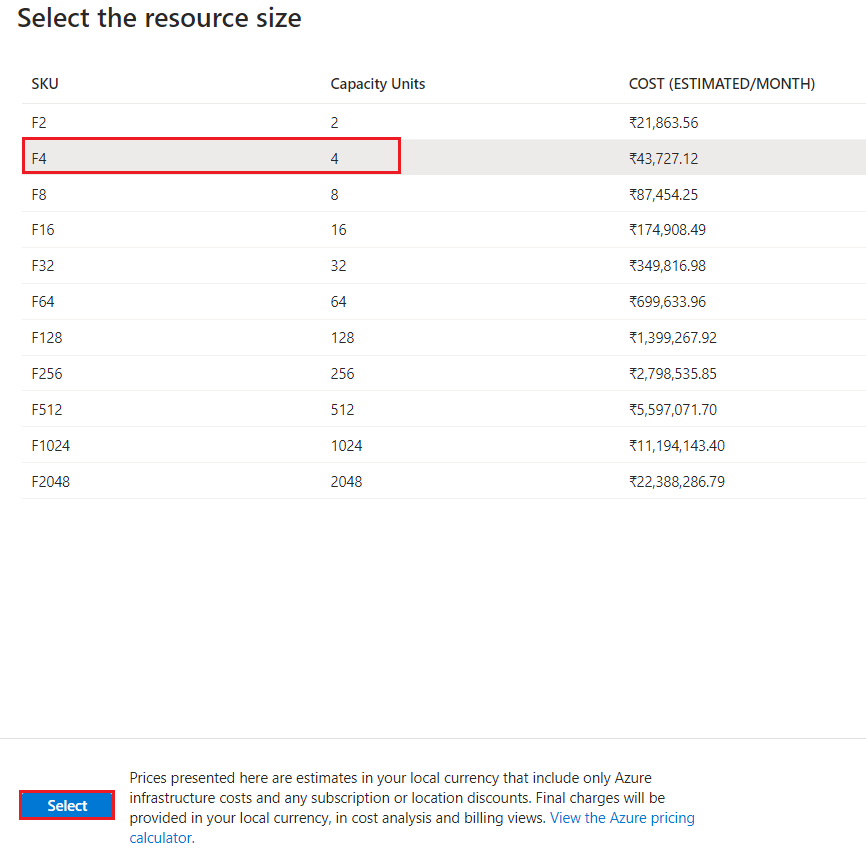 Select the resource size
SKU Capacity Units COST (ESTIMATED/MONTH)
F2 2 ₹21,863.56
F4 4 ₹43,727.12
F8 8 ₹87,454.25
F16 16 ₹174,908.49
F32 32 ₹349,816.98
F64 64 ₹699,633.96
F128 128 ₹1,399,267.92
F256 256 ₹2,798,535.85
F512 512 ₹5,597,071.70
F1024 1024 ₹11,194,143.40
F2048 2048 ₹22,388,286.79
Select
Prices presented here are estimates in your local currency that include only Azure
infrastructure costs and any subscription or location discounts. Final charges will be
provided in your local currency, in cost analysis and billing views. View the Azure pricing
calculator.